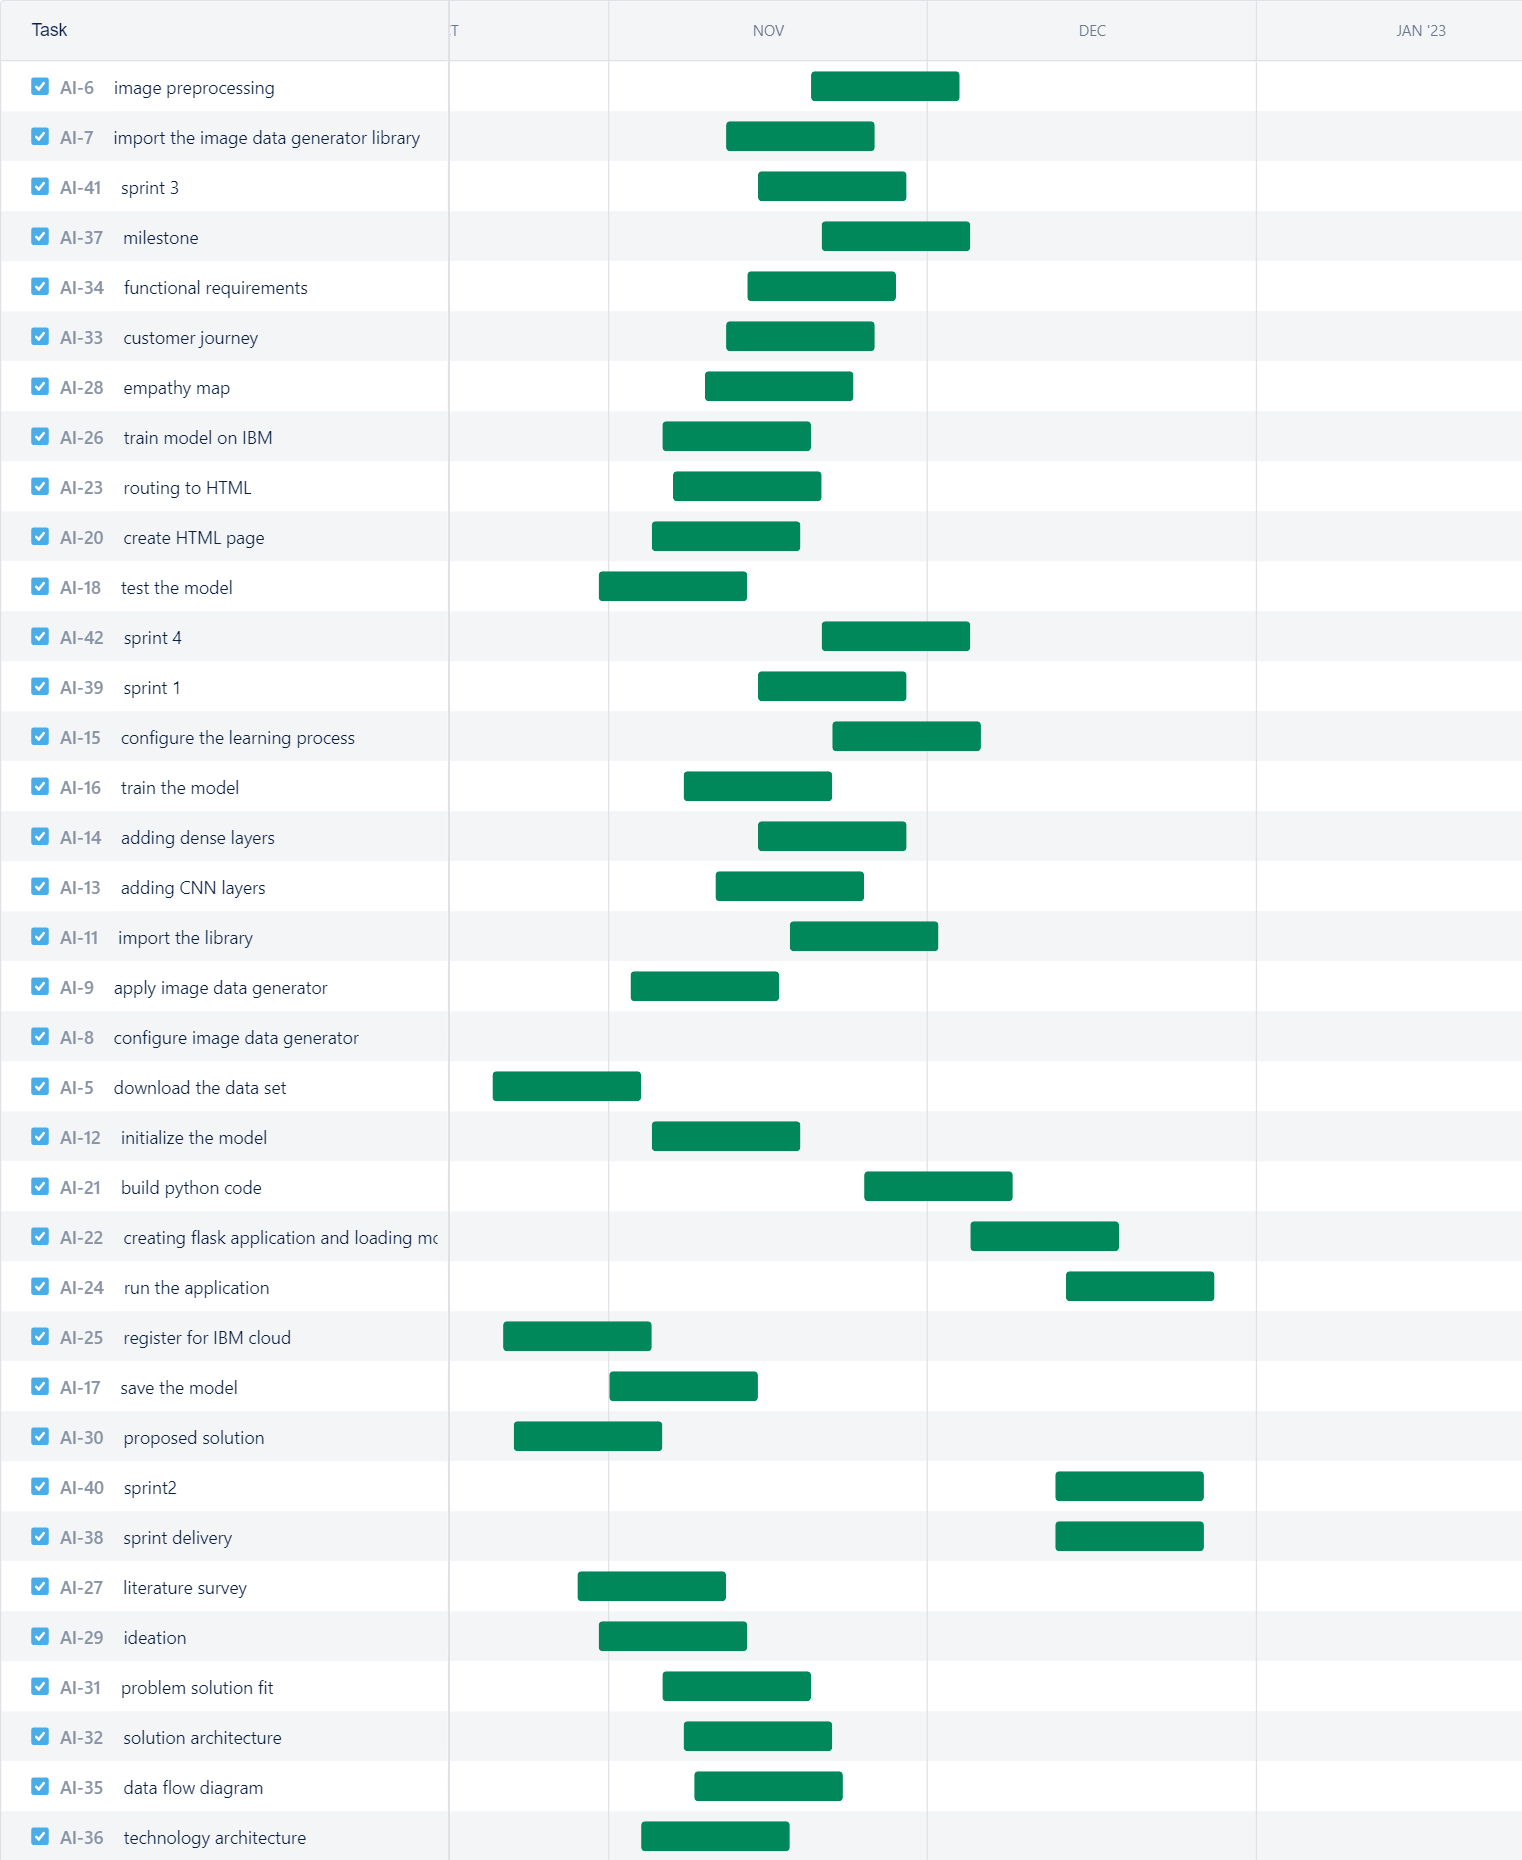 Task T NOV DEC JAN '23
AI-6 image preprocessing
AI-7 import the image data generator library
AI-41 sprint 3
AI-37 milestone
AI-34 functional requirements
AI-33 customer journey
AI-28 empathy map
AI-26 train model on IBM
AI-23 routing to HTML
AI-20 create HTML page
AI-18 test the model
AI-42 sprint 4
AI-39 sprint 1
AI-15 configure the learning process
AI-16 train the model
AI-14 adding dense layers
AI-13 adding CNN layers
AI-11 import the library
AI-9 apply image data generator
AI-8 configure image data generator
AI-5 download the data set
AI-12 initialize the model
AI-21 build python code
AI-22 creating flask application and loading mo
AI-24 run the application
AI-25 register for IBM cloud
AI-17 save the model
AI-30 proposed solution
AI-40 sprint2
AI-38 sprint delivery
AI-27 literature survey
AI-29 ideation
AI-31 problem solution fit
AI-32 solution architecture
AI-35 data flow diagram
AI-36 technology architecture